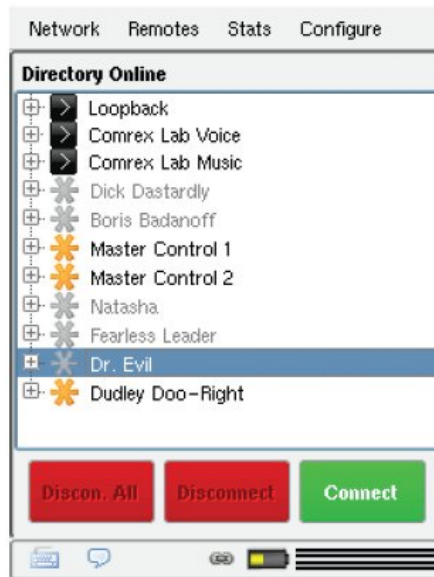 Network Remotes Stats Configure
Directory Online
Loopback
Comrex Lab Voice
Comrex Lab Music
Dick Dastardly
Boris Badanoff
Master Control 1
Master Control 2
Natasha
Fearless Leader
Dr. Evil
Dudley Doo-Right
Discon. All Disconnect Connect